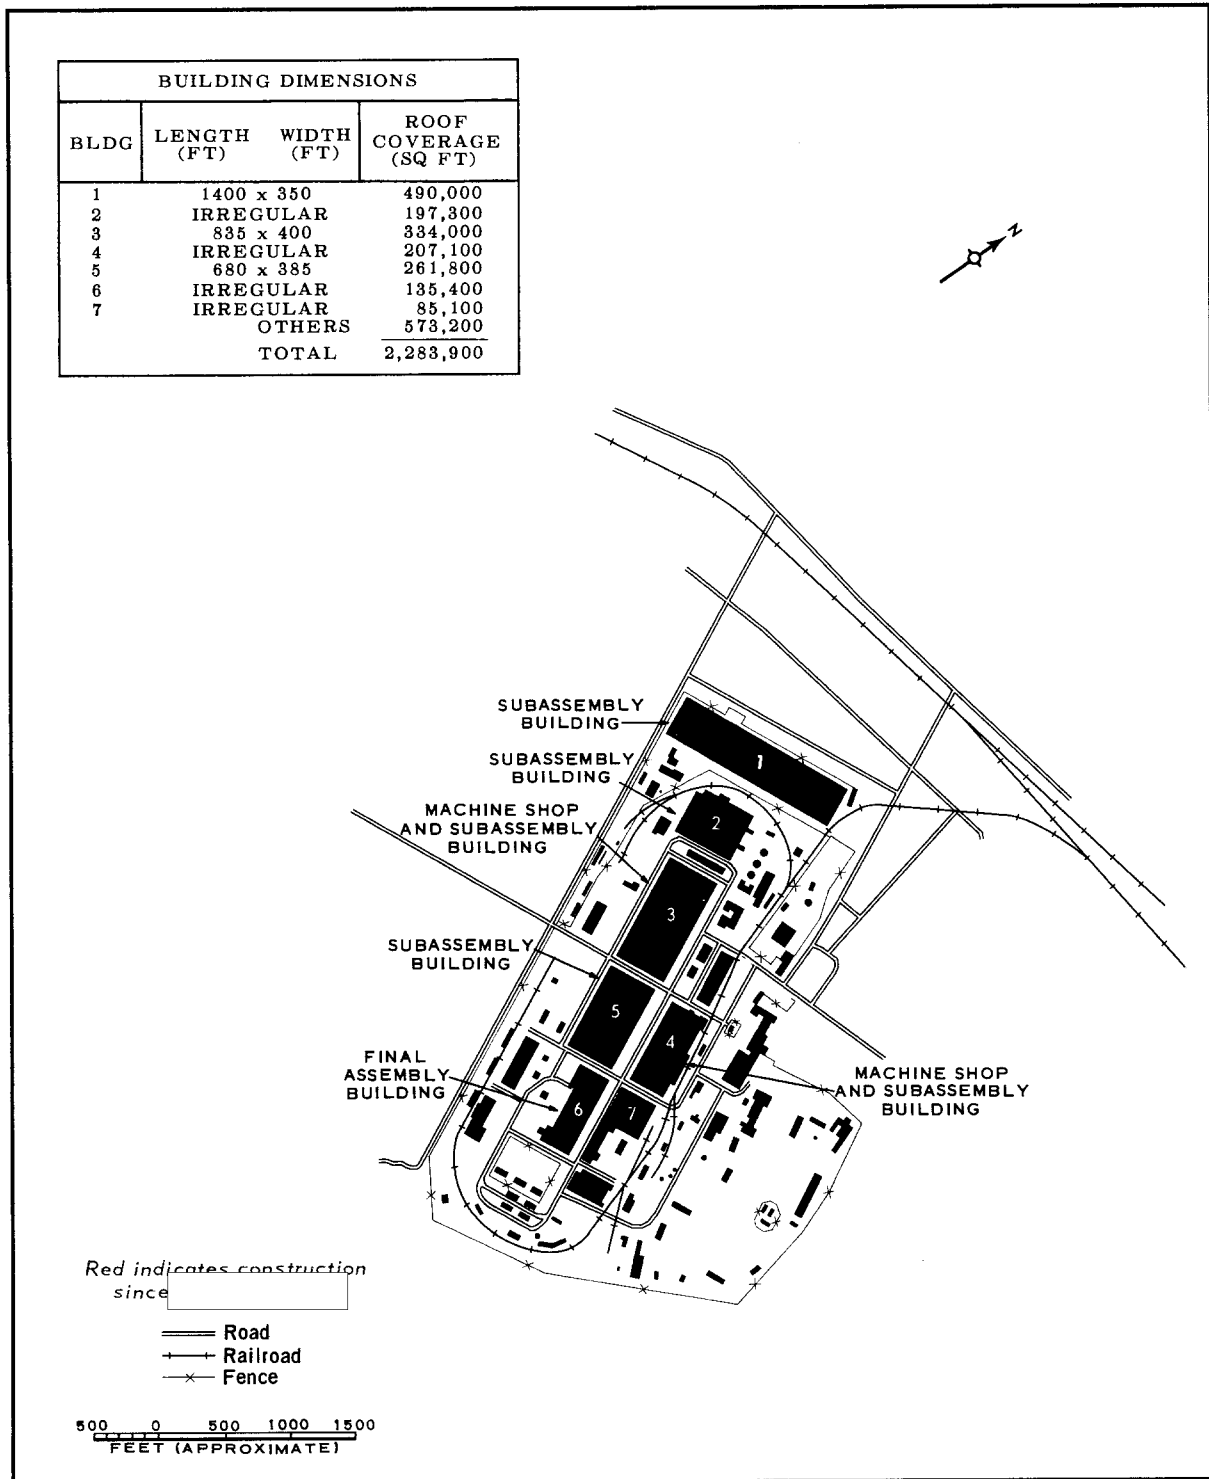 BUILDING DIMENSIONS
BLDG LENGTH (FT) WIDTH (FT) ROOF COVERAGE (SQ FT)
1 1400 x 350 490,000
2 IRREGULAR 197,300
3 835 x 400 334,000
4 IRREGULAR 207,100
5 680 x 385 261,800
6 IRREGULAR 135,400
7 IRREGULAR 85,100
OTHERS 573,200
TOTAL 2,283,900
N
SUBASSEMBLY
BUILDING
1
SUBASSEMBLY
BUILDING
2
MACHINE SHOP
AND SUBASSEMBLY
BUILDING
3
SUBASSEMBLY
BUILDING
5
4
FINAL
ASSEMBLY
BUILDING
MACHINE SHOP
AND SUBASSEMBLY
BUILDING
6
7
Red indicates construction
since
Road
Railroad
Fence
500 0 500 1000 1500
FEET (APPROXIMATE)